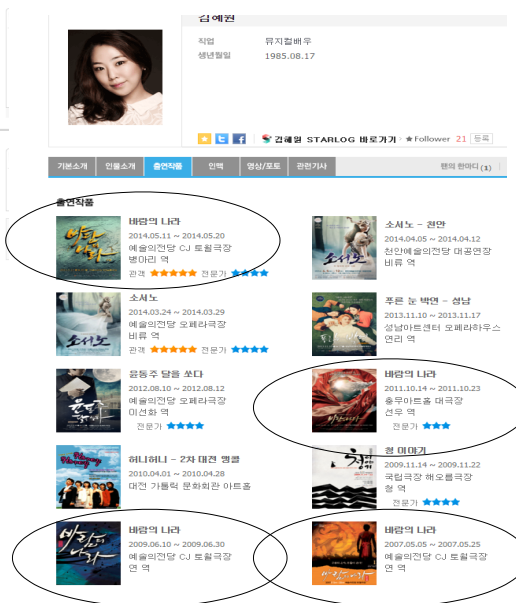 김혜원
직업 뮤지컬배우
생년월일 1985.08.17
김혜원 STARLOG 바로가기 ★Follower 21 등록
기본소개 인물소개 출연작품 인맥 영상/포토 관련기사 팬의 한마디 (1)
출연작품
바람의 나라
2014.05.11 ~ 2014.05.20
예술의전당 CJ 토월극장
병아리 역
관객 ★★★★★ 전문가 ★★★★
소서노 - 천안
2014.04.05 ~ 2014.04.12
천안예술의전당 대공연장
비류 역
소서노
2014.03.24 ~ 2014.03.29
예술의전당 오페라극장
비류 역
관객 ★★★★★ 전문가 ★★★★
푸른 눈 박연 - 성남
2013.11.10 ~ 2013.11.17
성남아트센터 오페라하우스
연리 역
윤동주 달을 쏘다
2012.08.10 ~ 2012.08.12
예술의전당 오페라극장
미선화 역
전문가 ★★★★
바람의 나라
2011.10.14 ~ 2011.10.23
충무아트홀 대극장
선우 역
전문가 ★★★
허니허니 - 2차 대전 앵콜
2010.04.01 ~ 2010.04.28
대전 가톨릭 문화회관 아트홀
청 이야기
2009.11.14 ~ 2009.11.22
국립극장 해오름극장
청 역
전문가 ★★★★
바람의 나라
2009.06.10 ~ 2009.06.30
예술의전당 CJ 토월극장
연 역
바람의 나라
2007.05.05 ~ 2007.05.25
예술의전당 CJ 토월극장
연 역